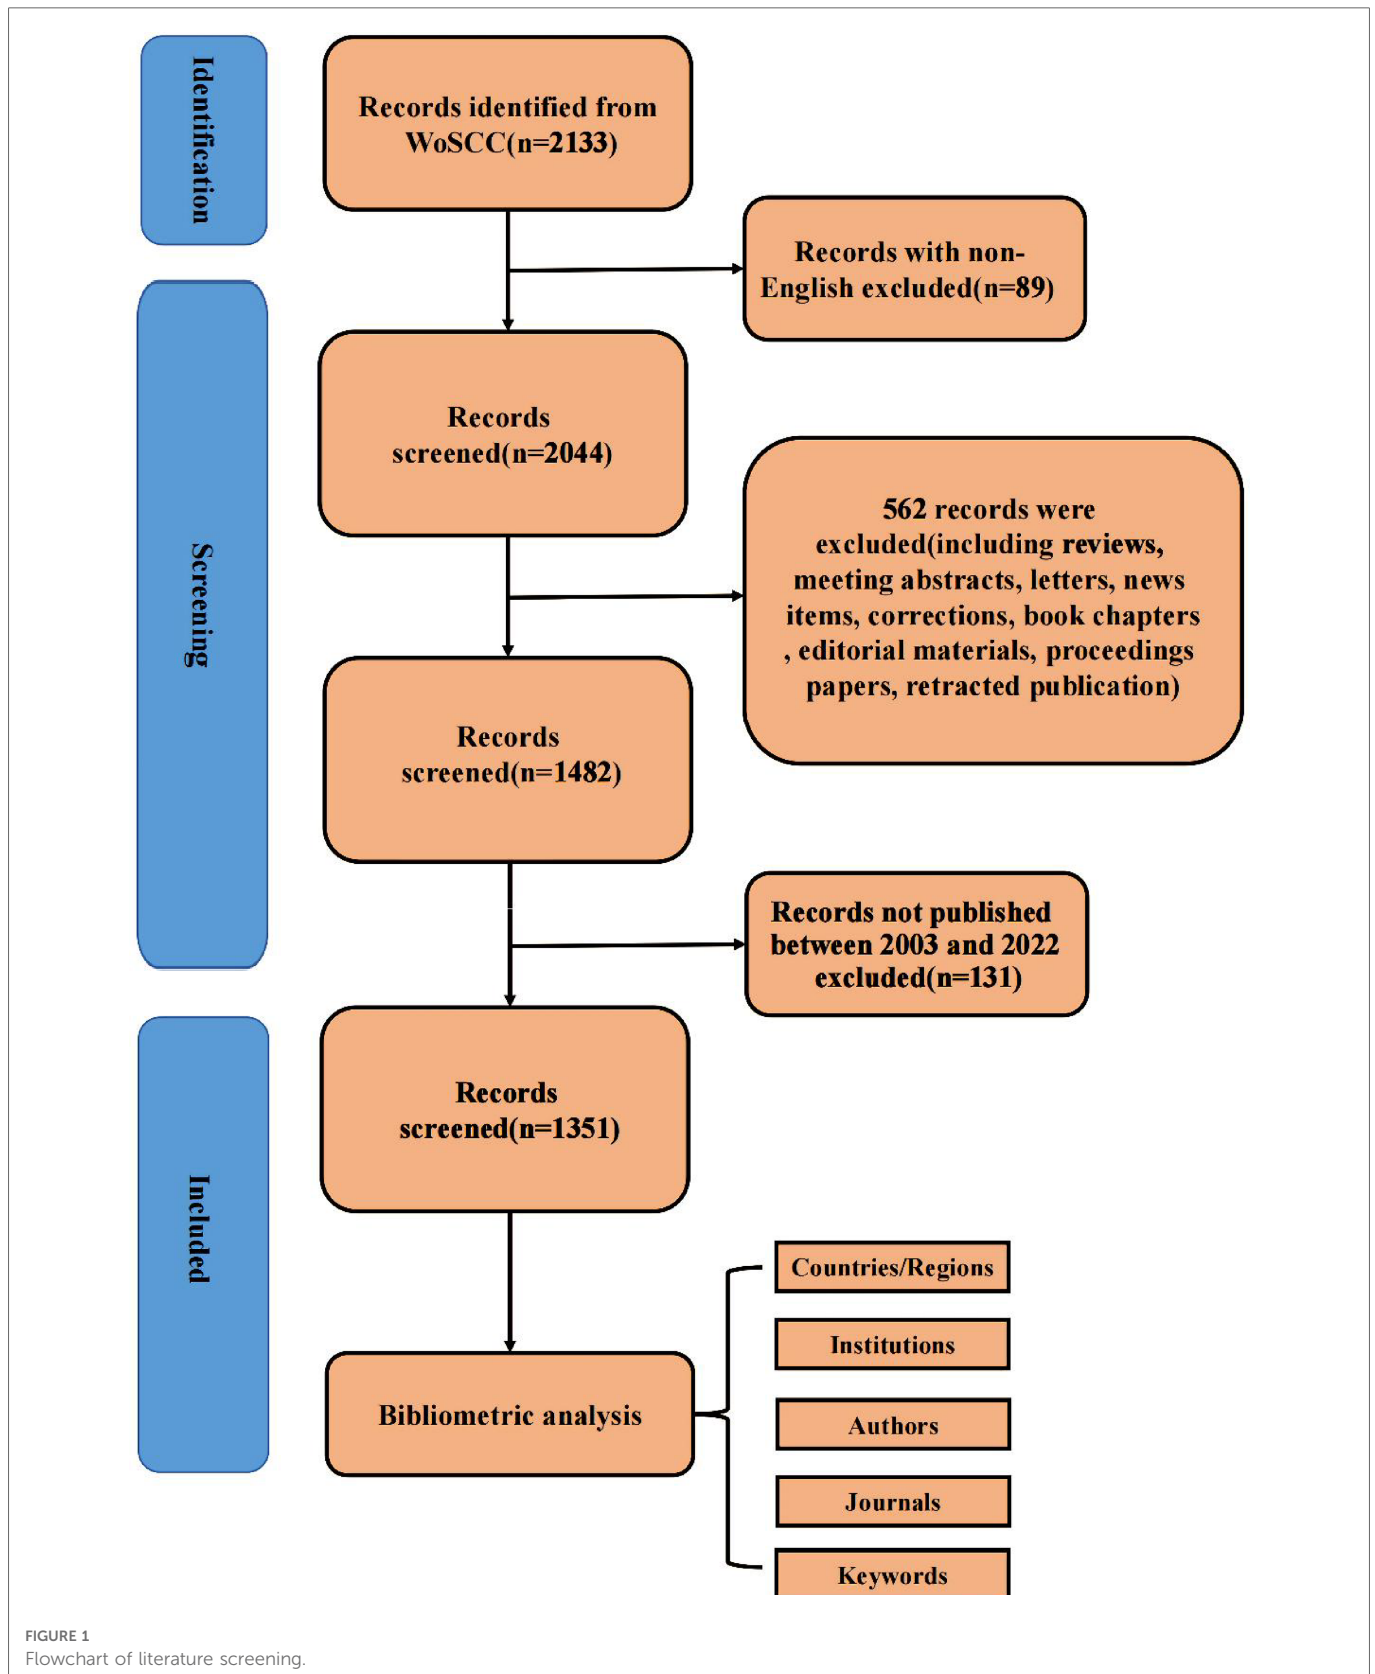 Identification
Records identified from
WoSCC(n=2133)
Records with non-
English excluded(n=89)
Screening
Records
screened(n=2044)
562 records were
excluded(including reviews,
meeting abstracts, letters, news
items, corrections, book chapters
, editorial materials, proceedings
papers, retracted publication)
Records
screened(n=1482)
Records not published
between 2003 and 2022
excluded(n=131)
Included
Records
screened(n=1351)
Bibliometric analysis
Countries/Regions
Institutions
Authors
Journals
Keywords
FIGURE 1
Flowchart of literature screening.